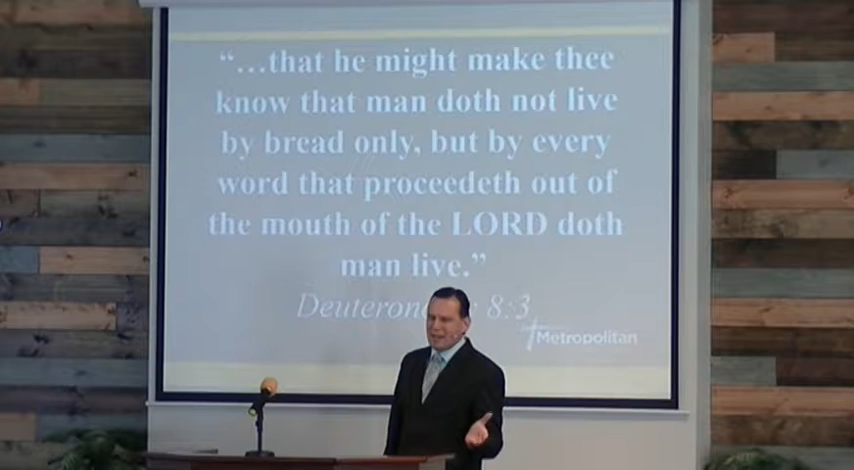 “…that he might make thee
know that man doth not live
by bread only, but by every
word that proceedeth out of
the mouth of the LORD doth
man live.”
8:3
Metropolitan